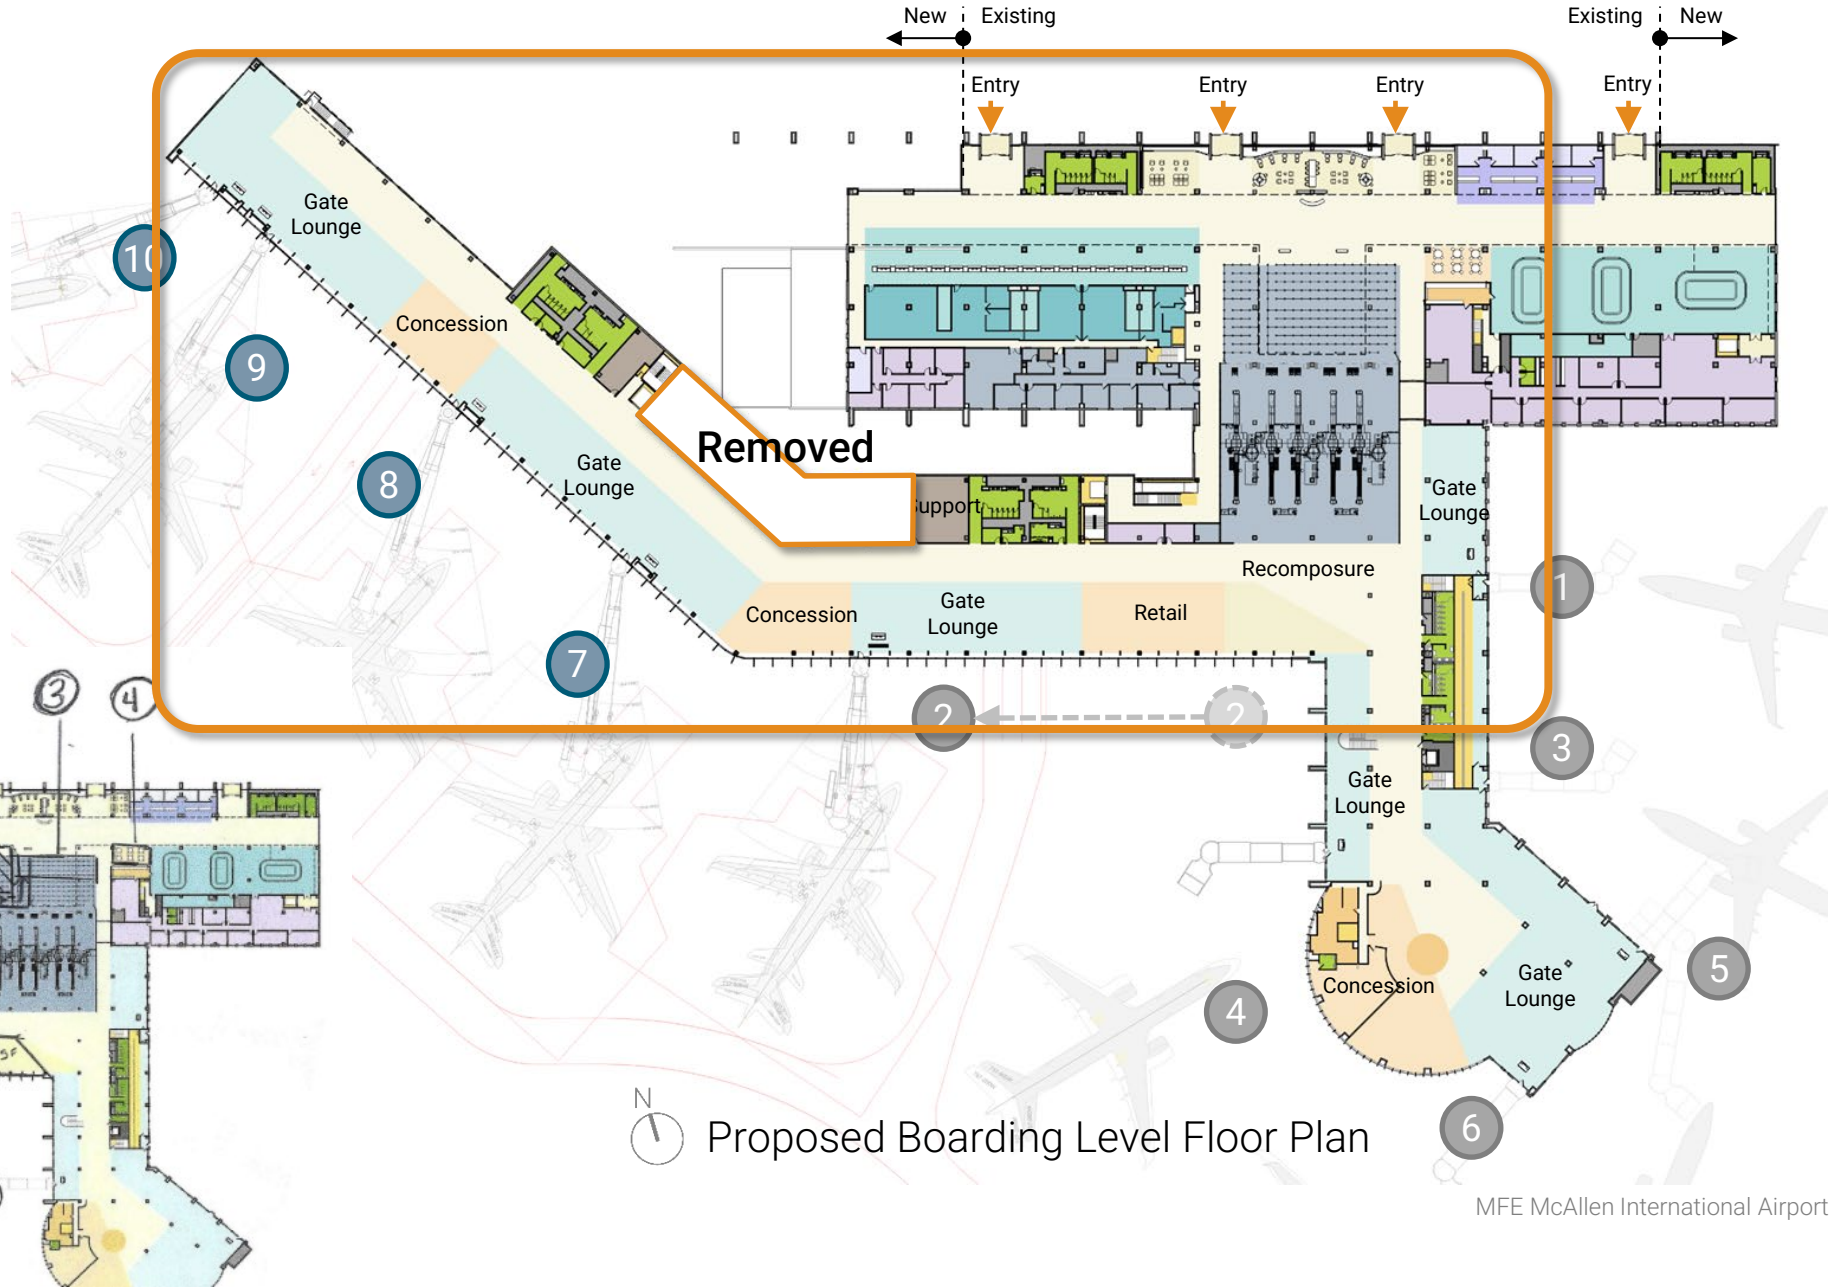 New
Existing
Existing
New
Entry
Entry
Entry
Entry
Gate
Lounge
10
9
Concession
8
Gate
Lounge
Removed
Support
Gate
Lounge
Recomposure
1
Concession
Gate
Lounge
Retail
7
2
2
3
3
4
Gate
Lounge
Concession
Gate
Lounge
5
4
6
N
Proposed Boarding Level Floor Plan
MFE McAllen International Airport